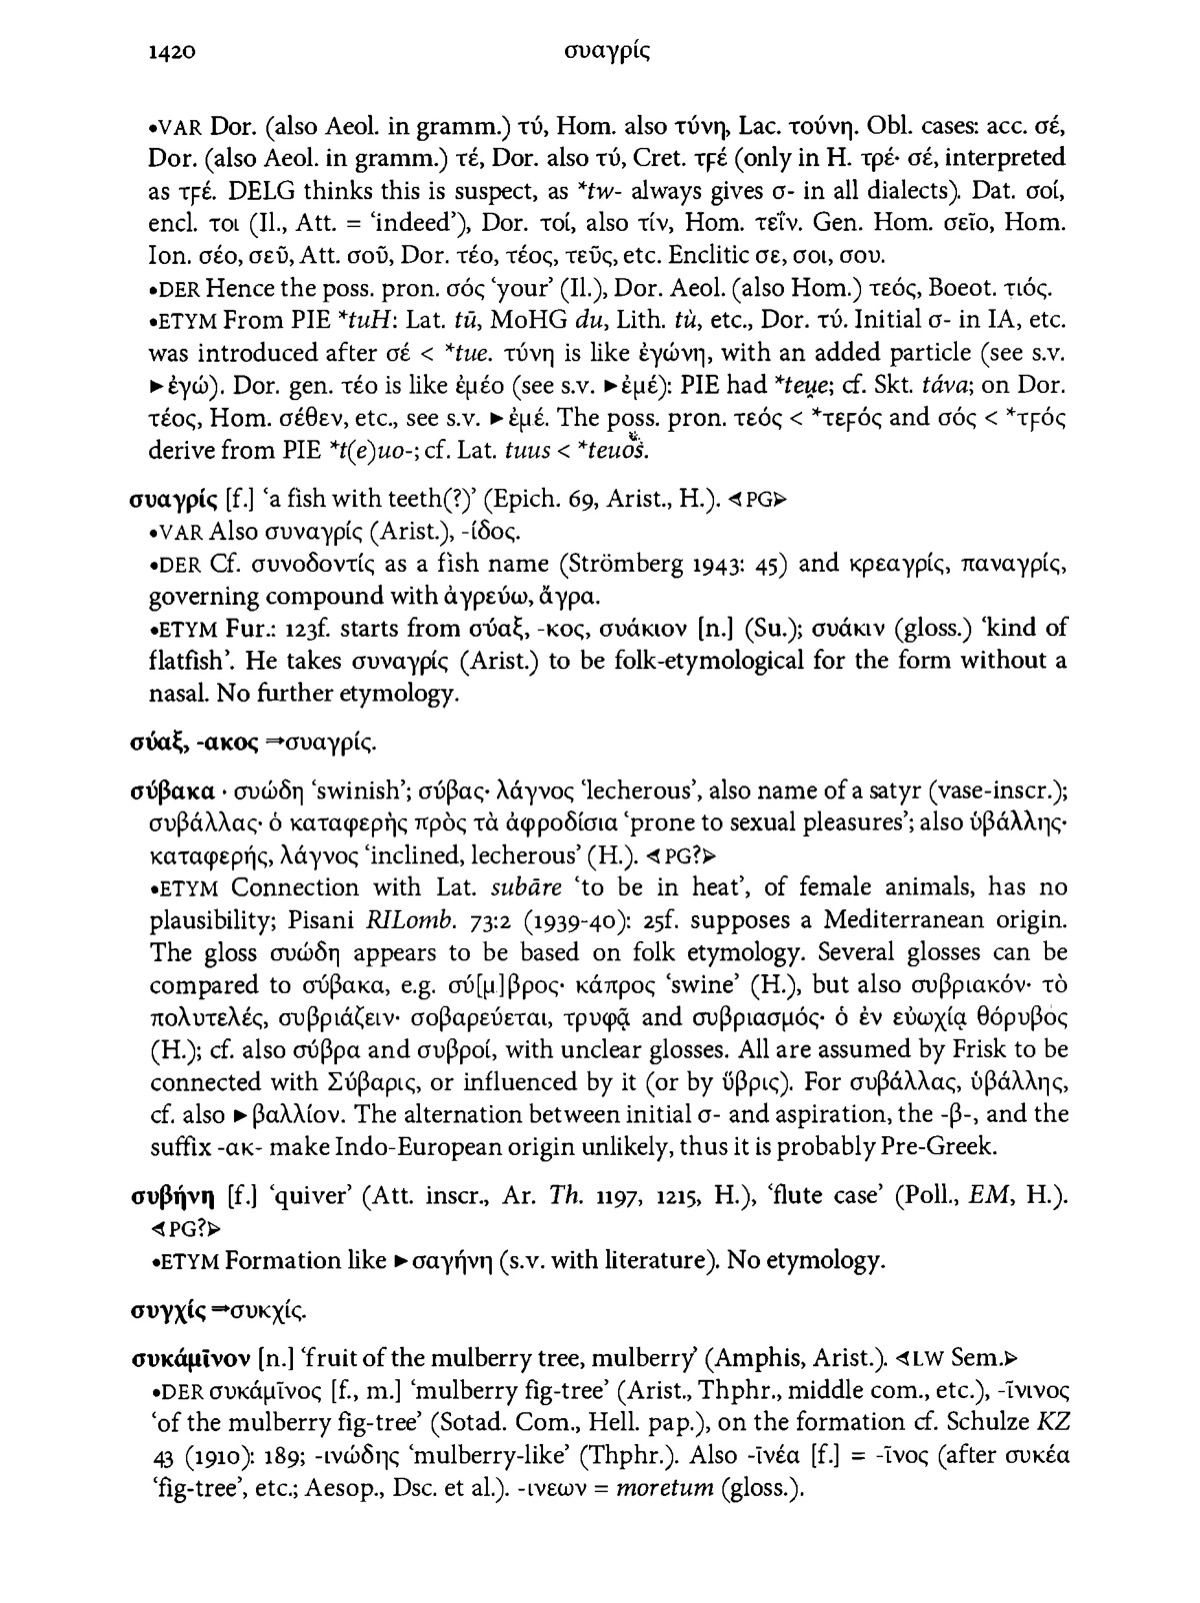 1420
συαγρίς
•VAR Dor. (also Aeol. in gramm.) τύ, Hom. also τύνη, Lac. τούνη. Obl. cases: acc. σέ,
Dor. (also Aeol. in gramm.) τέ, Dor. also τύ, Cret. τϝέ (only in H. τρέ· σέ, interpreted
as τϝέ. DELG thinks this is suspect, as *tw- always gives σ- in all dialects). Dat. σοί,
encl. τοι (Il., Att. = ‘indeed’), Dor. τοί, also τίν, Hom. τεΐν. Gen. Hom. σεῖο, Hom.
Ion. σέο, σεῦ, Att. σοῦ, Dor. τέο, τέος, τεῦς, etc. Enclitic σε, σοι, σου.
•DER Hence the poss. pron. σός ‘your’ (Il.), Dor. Aeol. (also Hom.) τεός, Boeot. τιός.
•ETYM From PIE *tuH: Lat. tū, MoHG du, Lith. tù, etc., Dor. τύ. Initial σ- in IA, etc.
was introduced after σέ < *tue. τύνη is like ἐγώνη, with an added particle (see s.v.
►ἐγώ). Dor. gen. τέο is like ἐμέο (see s.v. ►ἐμέ): PIE had *teu̯e; cf. Skt. táva; on Dor.
τέος, Hom. σέθεν, etc., see s.v. ►ἐμέ. The poss. pron. τεός < *τεϝός and σός < *τϝός
derive from PIE *t(e)uo-; cf. Lat. tuus < *teuos.
συαγρίς [f.] ‘a fish with teeth(?)’ (Epich. 69, Arist., H.). ⊲PG⊳
•VAR Also συναγρίς (Arist.), -ίδος.
•DER Cf. συνοδοντίς as a fish name (Strömberg 1943: 45) and κρεαγρίς, παναγρίς,
governing compound with ἀγρεύω, ἄγρα.
•ETYM Fur.: 123f. starts from σύαξ, -κος, συάκιον [n.] (Su.); συάκιν (gloss.) ‘kind of
flatfish’. He takes συναγρίς (Arist.) to be folk-etymological for the form without a
nasal. No further etymology.
σύαξ, -ακος ⇒συαγρίς.
σύβακα · συώδη ‘swinish’; σύβας· λάγνος ‘lecherous’, also name of a satyr (vase-inscr.);
συβάλλας· ὁ καταφερὴς πρὸς τὰ ἀφροδίσια ‘prone to sexual pleasures’; also ὑβάλλης·
καταφερής, λάγνος ‘inclined, lecherous’ (H.). ⊲PG?⊳
•ETYM Connection with Lat. subāre ‘to be in heat’, of female animals, has no
plausibility; Pisani RILomb. 73:2 (1939-40): 25f. supposes a Mediterranean origin.
The gloss συώδη appears to be based on folk etymology. Several glosses can be
compared to σύβακα, e.g. σύ[μ]βρος· κάπρος ‘swine’ (H.), but also συβριακόν· τὸ
πολυτελές, συβριάζειν· σοβαρεύεται, τρυφᾷ and συβριασμός· ὁ ἐν εὐωχίᾳ θόρυβος
(H.); cf. also σύβρα and συβροί, with unclear glosses. All are assumed by Frisk to be
connected with Σύβαρις, or influenced by it (or by ὕβρις). For συβάλλας, ὑβάλλης,
cf. also ►βαλλίον. The alternation between initial σ- and aspiration, the -β-, and the
suffix -ακ- make Indo-European origin unlikely, thus it is probably Pre-Greek.
συβήνη [f.] ‘quiver’ (Att. inscr., Ar. Th. 1197, 1215, H.), ‘flute case’ (Poll., EM, H.).
⊲PG?⊳
•ETYM Formation like ►σαγήνη (s.v. with literature). No etymology.
συγχίς ⇒συκχίς.
συκάμῑνον [n.] ‘fruit of the mulberry tree, mulberry’ (Amphis, Arist.). ⊲LW Sem.⊳
•DER συκάμῑνος [f., m.] ‘mulberry fig-tree’ (Arist., Thphr., middle com., etc.), -ῑνινος
‘of the mulberry fig-tree’ (Sotad. Com., Hell. pap.), on the formation cf. Schulze KZ
43 (1910): 189; -ινώδης ‘mulberry-like’ (Thphr.). Also -ῑνέα [f.] = -ῑνος (after συκέα
‘fig-tree’, etc.; Aesop., Dsc. et al.). -ινεων = moretum (gloss.).